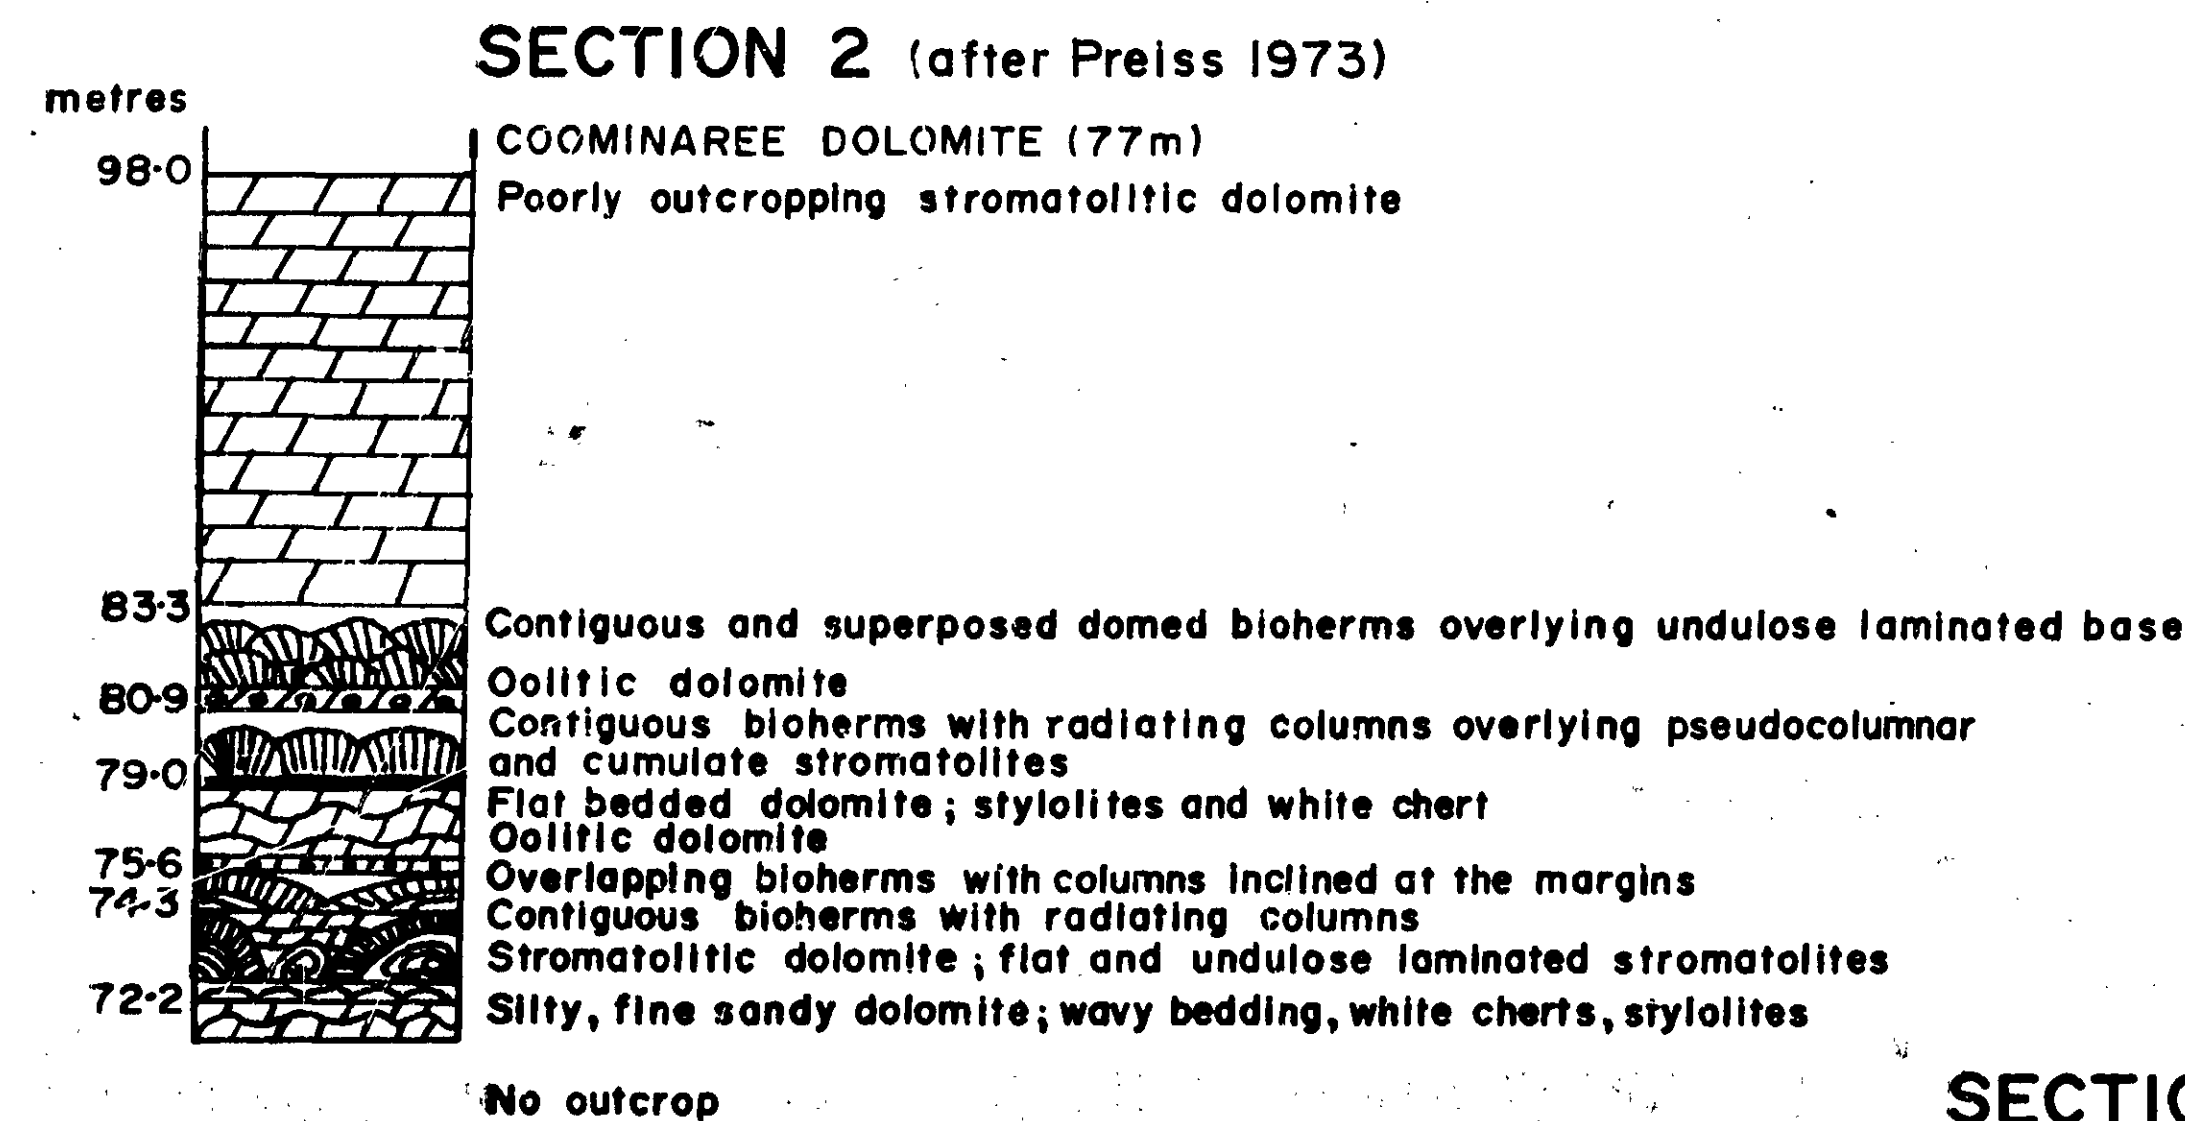 SECTION 2 (after Preiss 1973)
metres
COOMINAREE DOLOMITE (77m)
98·0
Poorly outcropping stromatolitic dolomite
83·3
Contiguous and superposed domed bioherms overlying undulose laminated base
Oolitic dolomite
80·9
Contiguous bioherms with radiating columns overlying pseudocolumnar
and cumulate stromatolites
79·0
Flat bedded dolomite; stylolites and white chert
Oolitic dolomite
75·6
Overlapping bioherms with columns inclined at the margins
74·3
Contiguous bioherms with radiating columns
Stromatolitic dolomite; flat and undulose laminated stromatolites
72·2
Silty, fine sandy dolomite; wavy bedding, white cherts, stylolites
No outcrop
SECTIO